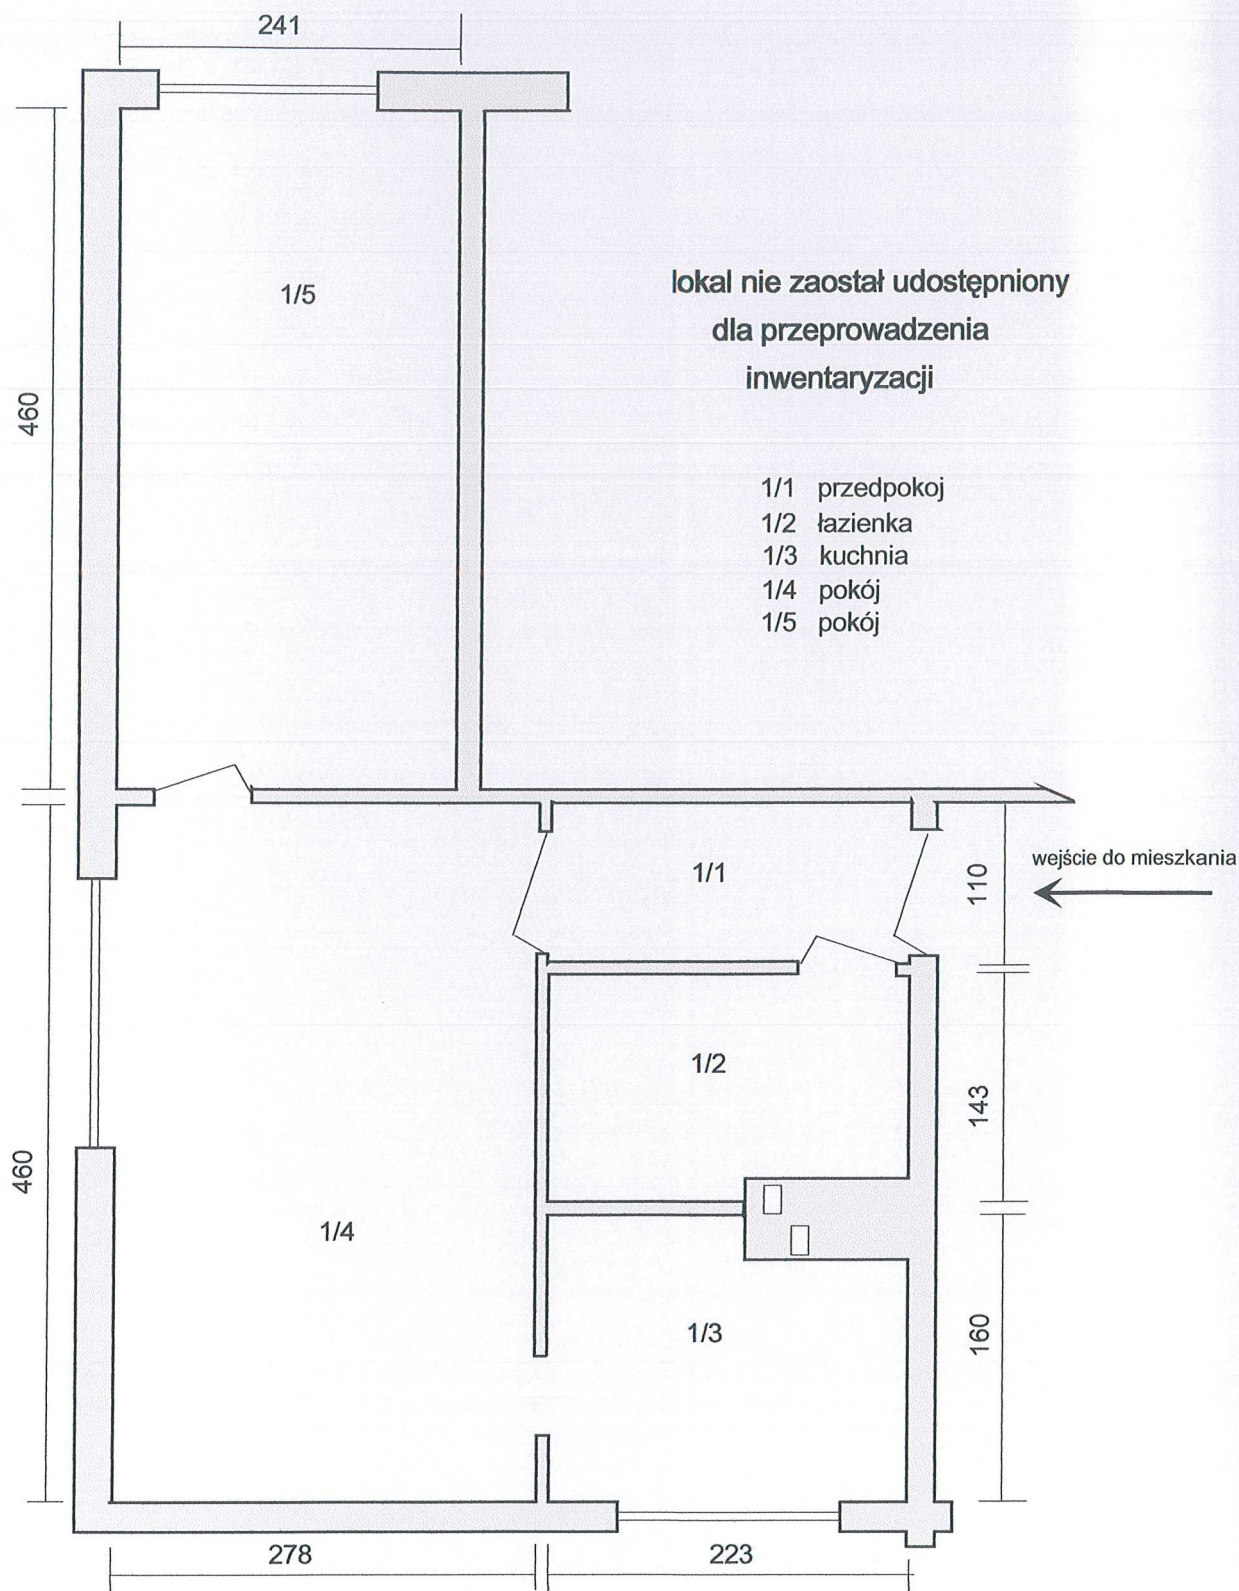 241
1/5
lokal nie zaostał udostępniony
dla przeprowadzenia
inwentaryzacji
460
1/1 przedpokoj
1/2 łazienka
1/3 kuchnia
1/4 pokój
1/5 pokój
wejście do mieszkania
1/1
110
1/2
143
460
1/4
1/3
160
278
223